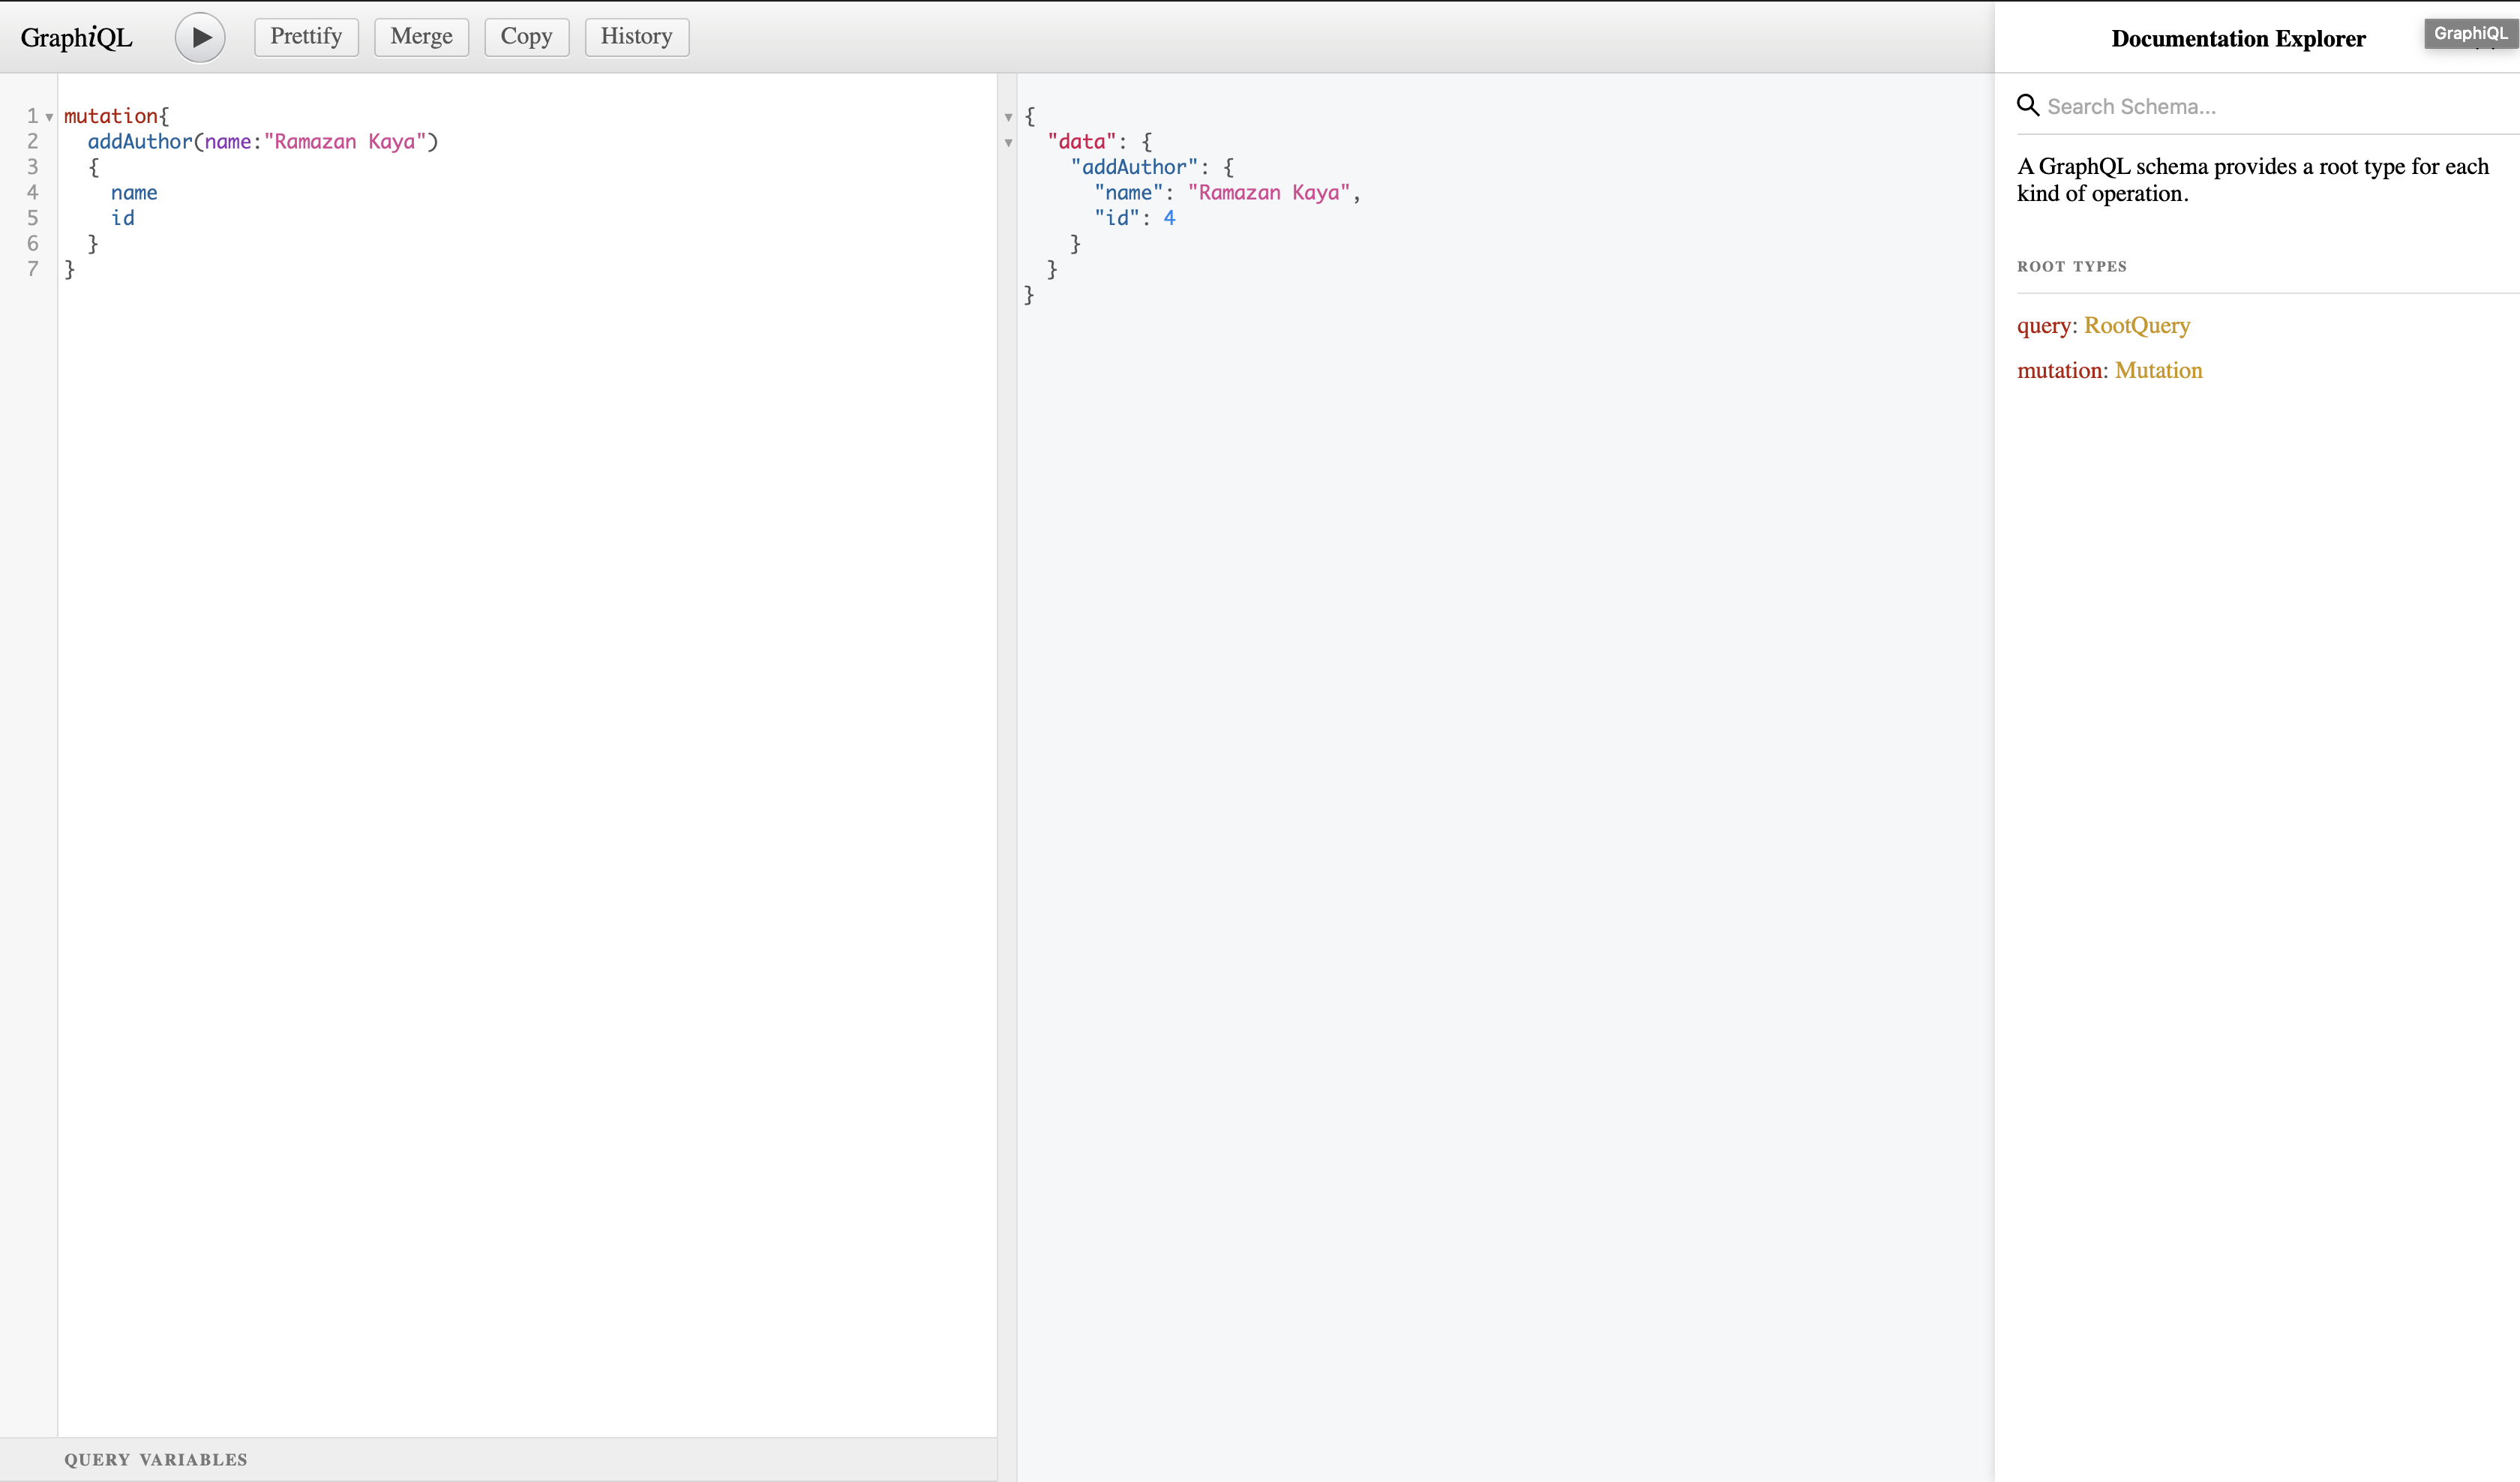 GraphiQL Prettify Merge Copy History
1 mutation{
2   addAuthor(name:"Ramazan Kaya")
3   {
4     name
5     id
6   }
7 }
QUERY VARIABLES
{
  "data": {
    "addAuthor": {
      "name": "Ramazan Kaya",
      "id": 4
    }
  }
}
Documentation Explorer GraphiQL
Search Schema...
A GraphQL schema provides a root type for each
kind of operation.
ROOT TYPES
query: RootQuery
mutation: Mutation